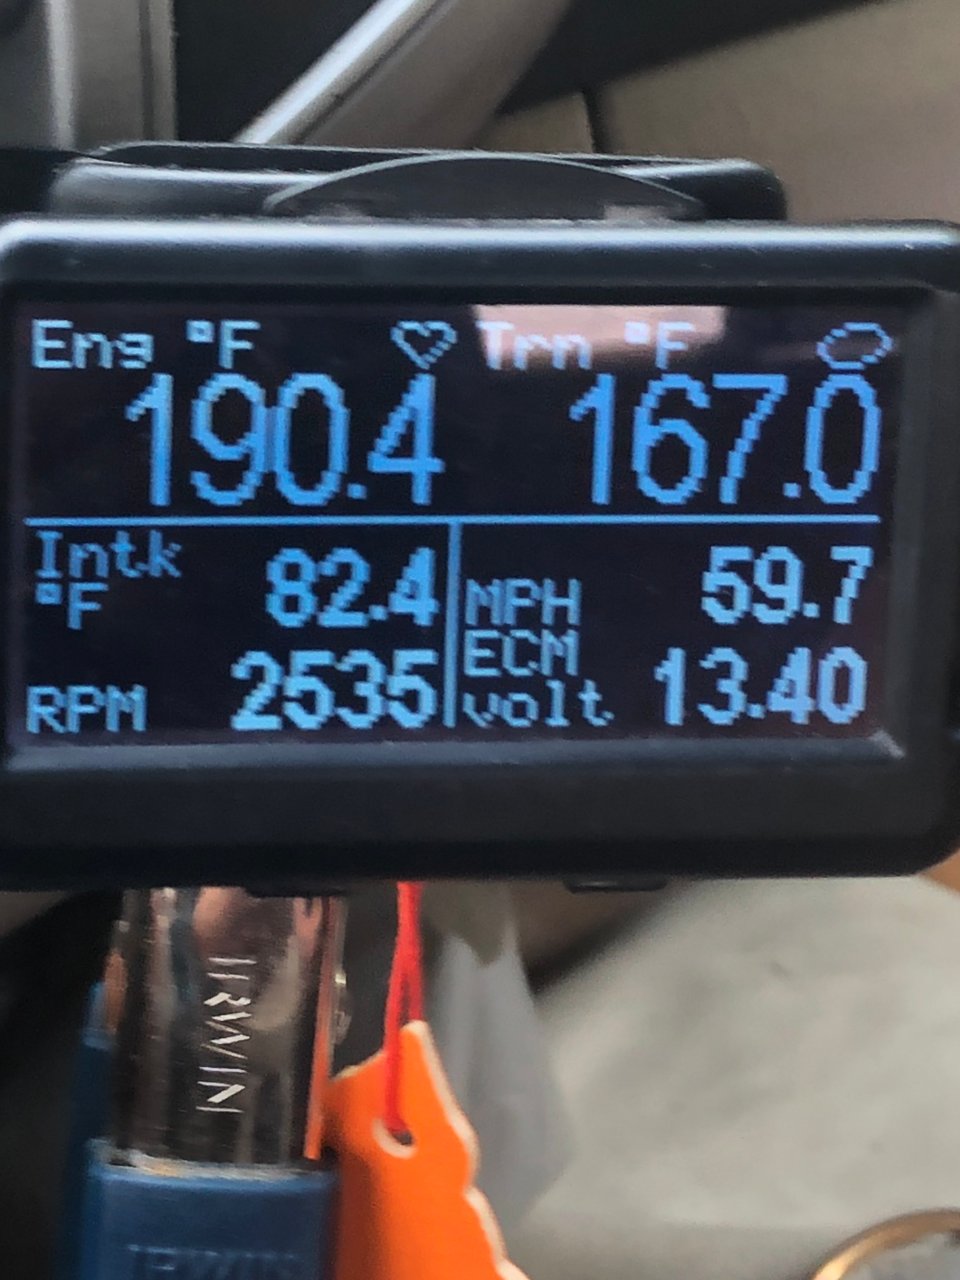 Eng °F
190.4
Trn °F
167.0
Intk
°F
82.4
RPM
2535
MPH
59.7
ECM
volt
13.40
IRWIN
IRWIN